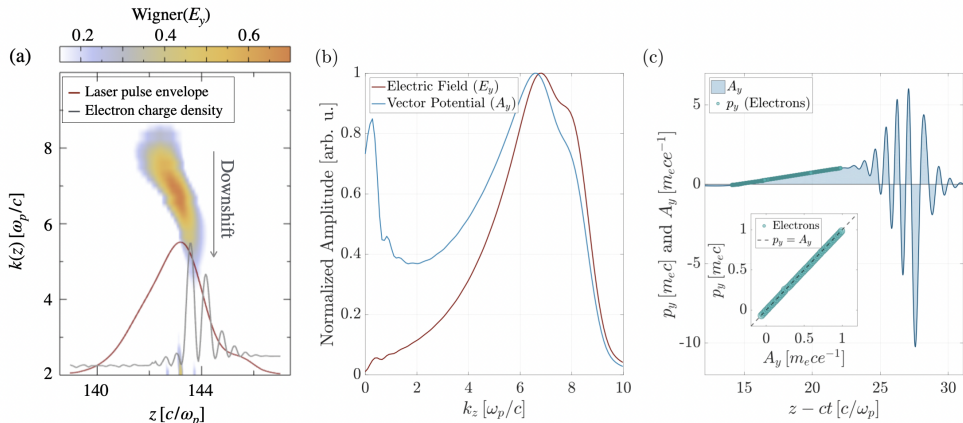 Wigner(E_y)
0.2 0.4 0.6
(a)
Laser pulse envelope
Electron charge density
Downshift
k(z) [ω_p/c]
8
7
6
5
4
3
2
140 144
z [c/ω_p]
(b)
Electric Field (E_y)
Vector Potential (A_y)
Normalized Amplitude [arb. u.]
1
0.8
0.6
0.4
0.2
0
0 2 4 6 8 10
k_z [ω_p/c]
(c)
A_y
p_y (Electrons)
p_y [m_ec] and A_y [m_ece⁻¹]
5
0
-5
-10
15 20 25 30
z − ct [c/ω_p]
Electrons
p_y = A_y
p_y [m_ec]
1
0.5
0
0 0.5 1
A_y [m_ece⁻¹]